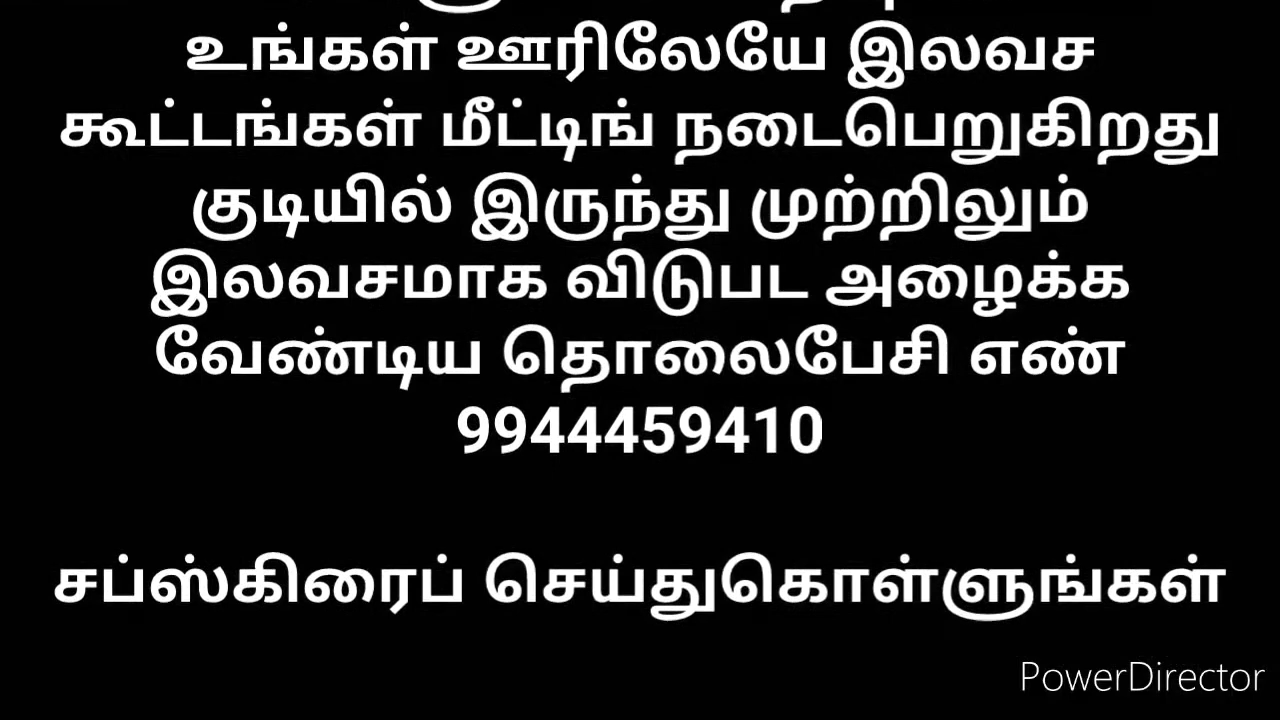 உங்கள் ஊரிலேயே இலவச
கூட்டங்கள் மீட்டிங் நடைபெறுகிறது
குடியில் இருந்து முற்றிலும்
இலவசமாக விடுபட அழைக்க
வேண்டிய தொலைபேசி எண்
9944459410
சப்ஸ்கிரைப் செய்துகொள்ளுங்கள்
PowerDirector